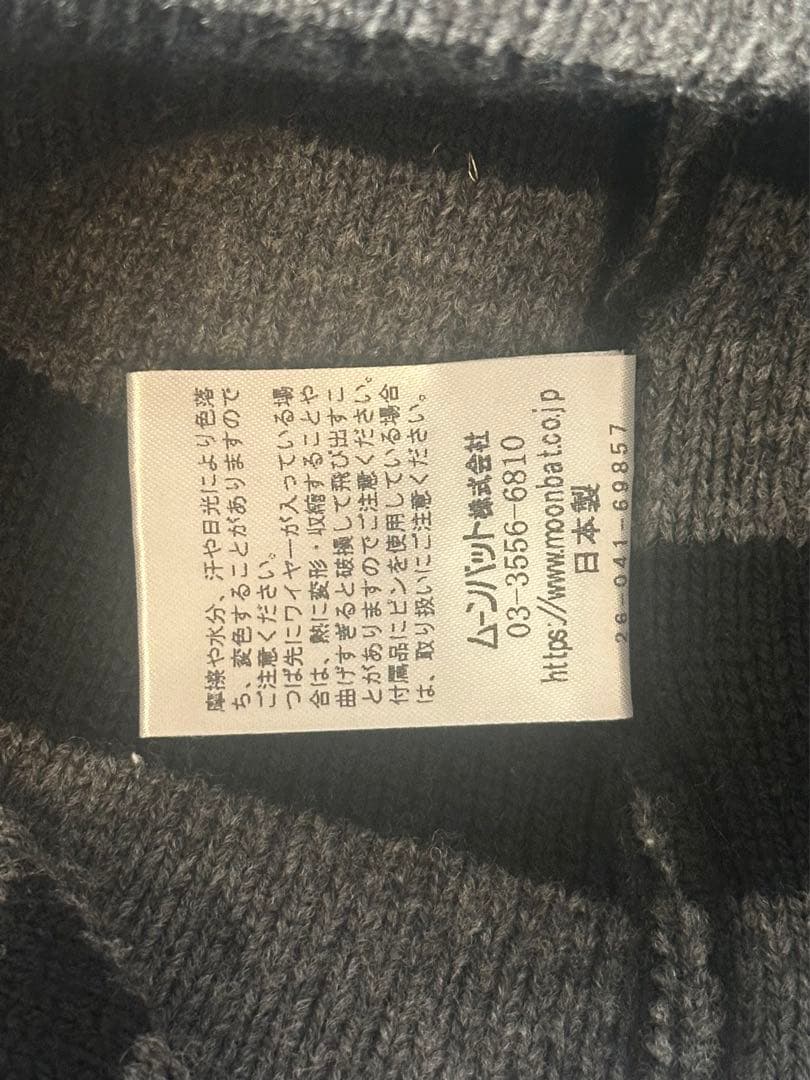 摩擦や水分、汗や日光により色落
ち、変色することがありますので
ご注意ください。
つば先にワイヤーが入っている場
合は、熱に変形・収縮することや
曲げすぎると破損して飛び出すこ
とがありますのでご注意ください。
付属品にピンを使用している場合
は、取り扱いにご注意ください。
ムーンバット株式会社
03-3556-6810
https://www.moonbat.co.jp
日本製
26-041-69857